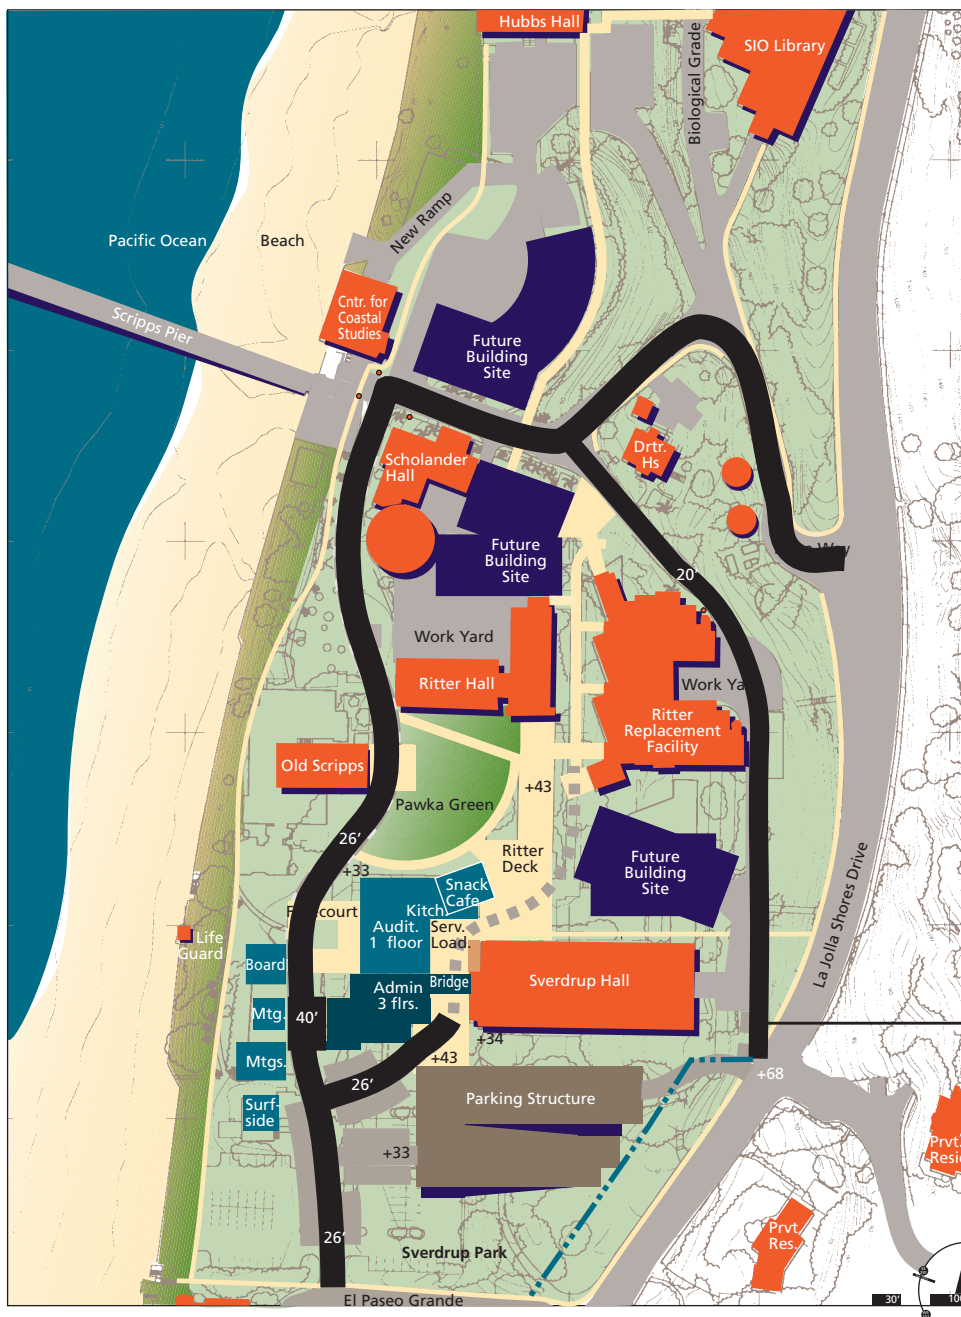 Hubbs Hall
SIO Library
Biological Grade
Pacific Ocean
Beach
New Ramp
Scripps Pier
Cntr. for
Coastal
Studies
Future
Building
Site
Scholander
Hall
Drtr.
Hs
Way
Future
Building
Site
20'
Work Yard
Ritter Hall
Work Ya
Ritter
Replacement
Facility
Old Scripps
+43
Pawka Green
26'
+33
Ritter
Deck
Future
Building
Site
La Jolla Shores Drive
Snack
Cafe
Kitch.
Audit.
1 floor
Serv.
Load.
Life
Guard
Board
Bridge
Sverdrup Hall
Admin
3 flrs.
Mtg.
40'
+34
+43
Mtgs.
26'
+68
Parking Structure
Surf-
side
+33
Prvt.
Resi
Prvt
Res.
26'
Sverdrup Park
El Paseo Grande
30'